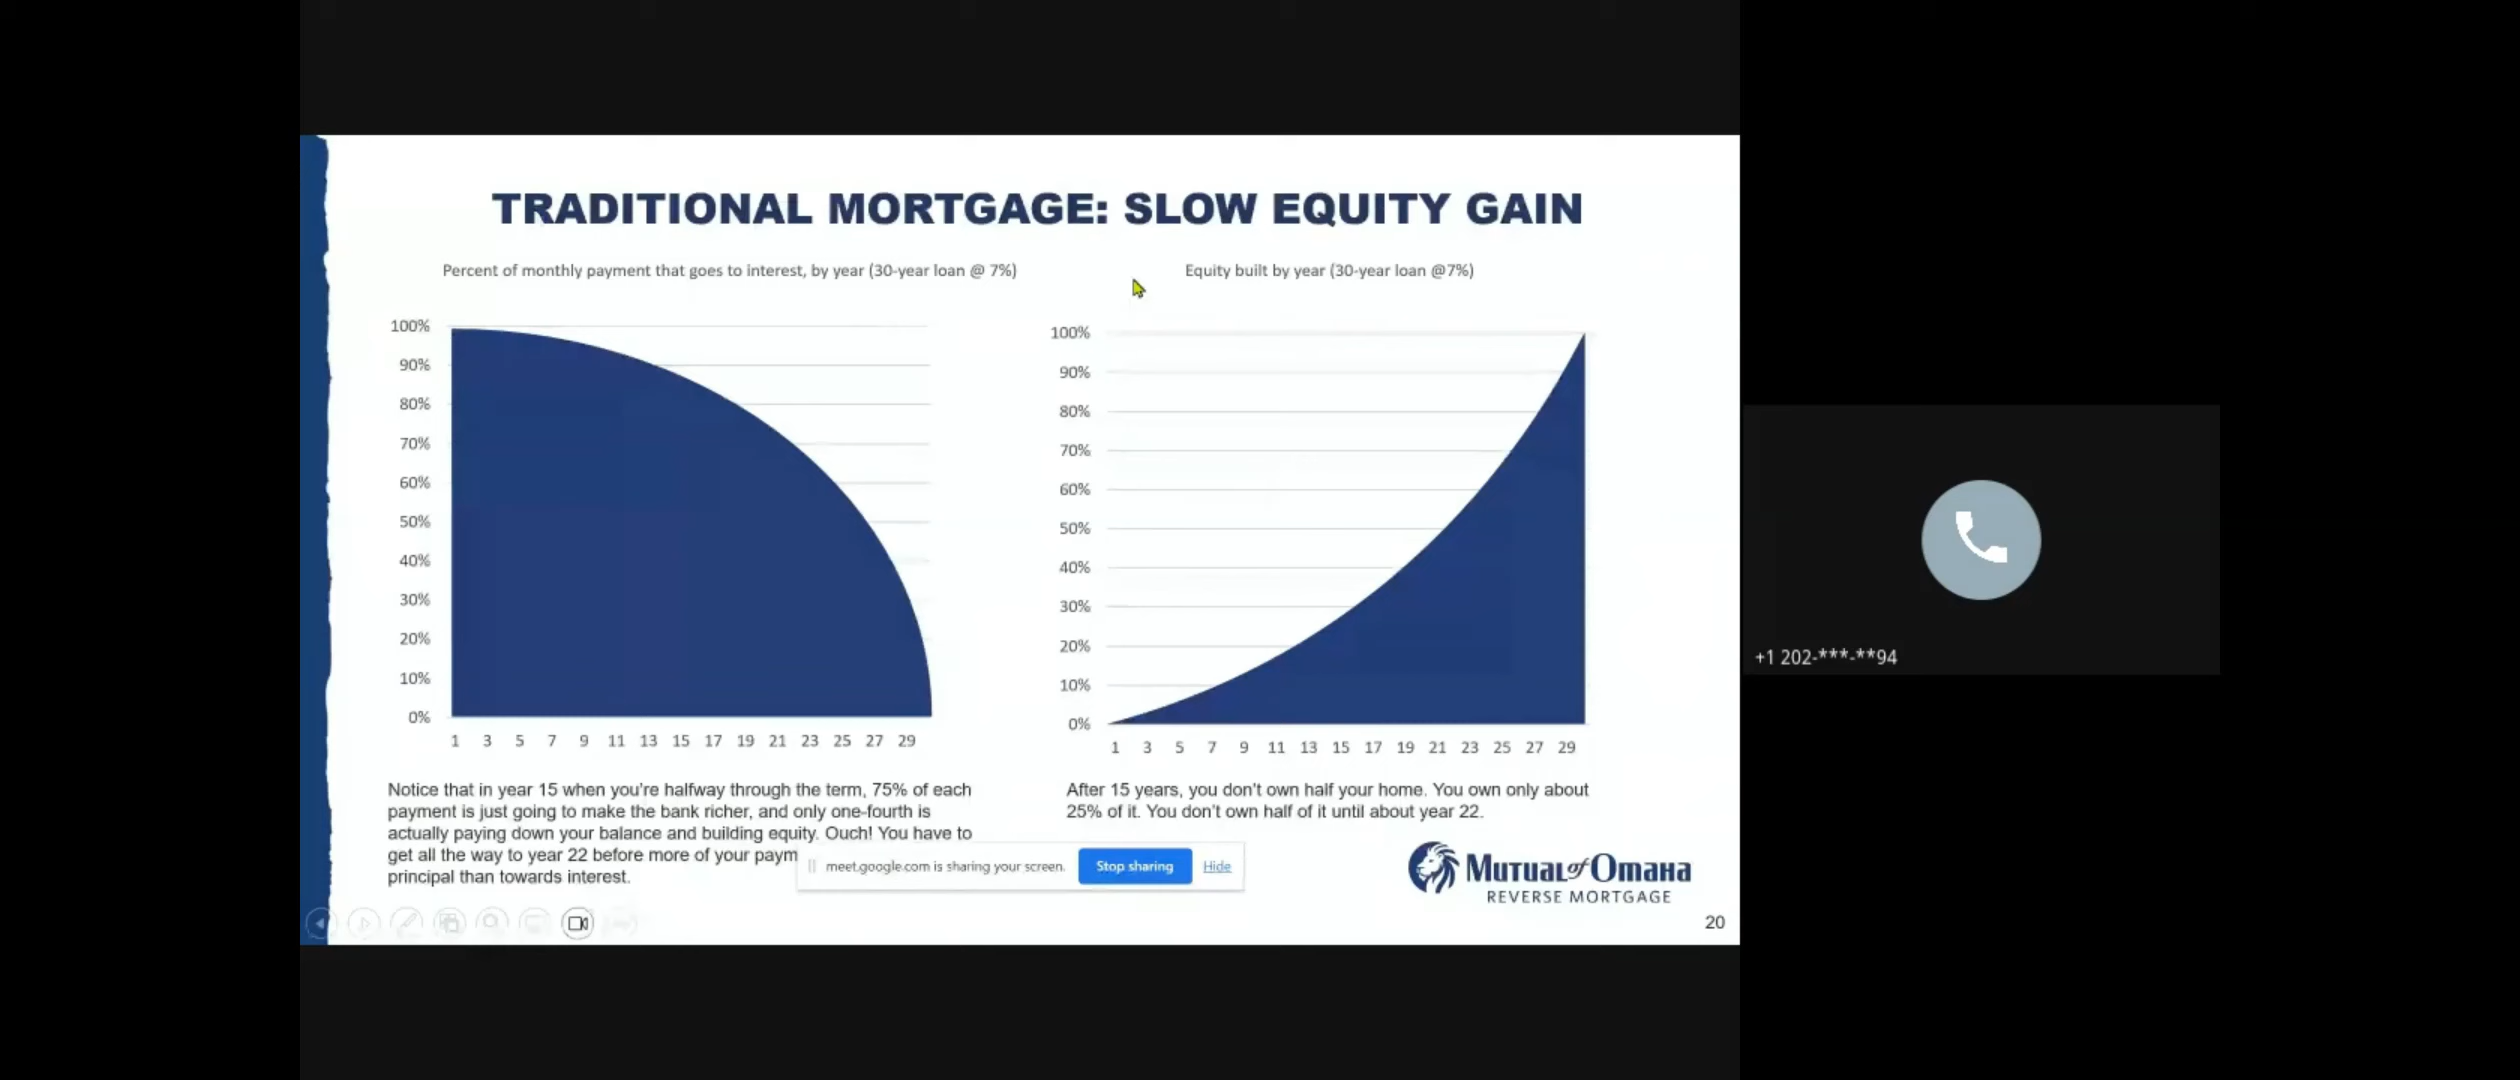 TRADITIONAL MORTGAGE: SLOW EQUITY GAIN
Percent of monthly payment that goes to interest, by year (30-year loan @ 7%)
100%
90%
80%
70%
60%
50%
40%
30%
20%
10%
0%
1 3 5 7 9 11 13 15 17 19 21 23 25 27 29
Notice that in year 15 when you're halfway through the term, 75% of each
payment is just going to make the bank richer, and only one-fourth is
actually paying down your balance and building equity. Ouch! You have to
get all the way to year 22 before more of your paym
principal than towards interest.
Equity built by year (30-year loan @7%)
100%
90%
80%
70%
60%
50%
40%
30%
20%
10%
0%
1 3 5 7 9 11 13 15 17 19 21 23 25 27 29
After 15 years, you don't own half your home. You own only about
25% of it. You don't own half of it until about year 22.
meet.google.com is sharing your screen. Stop sharing Hide
Mutual of Omaha
REVERSE MORTGAGE
20
+1 202-***-**94